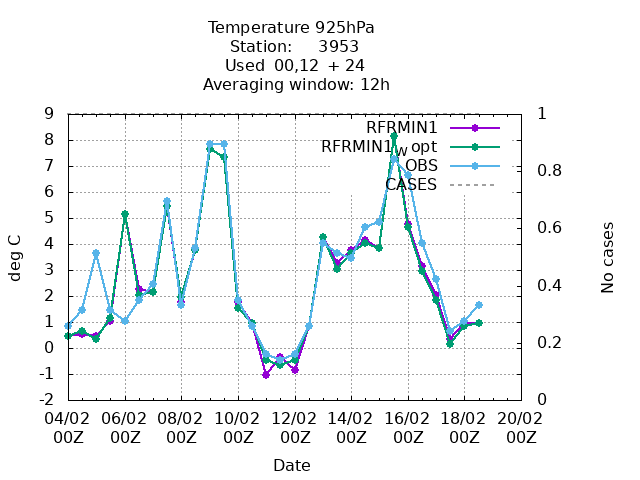 Temperature 925hPa
Station: 3953
Used 00,12 + 24
Averaging window: 12h
RFRMIN1
RFRMIN1_w opt
OBS
CASES
deg C
No cases
9
8
7
6
5
4
3
2
1
0
-1
-2
1
0.8
0.6
0.4
0.2
0
04/02 06/02 08/02 10/02 12/02 14/02 16/02 18/02 20/02
00Z 00Z 00Z 00Z 00Z 00Z 00Z 00Z 00Z
Date